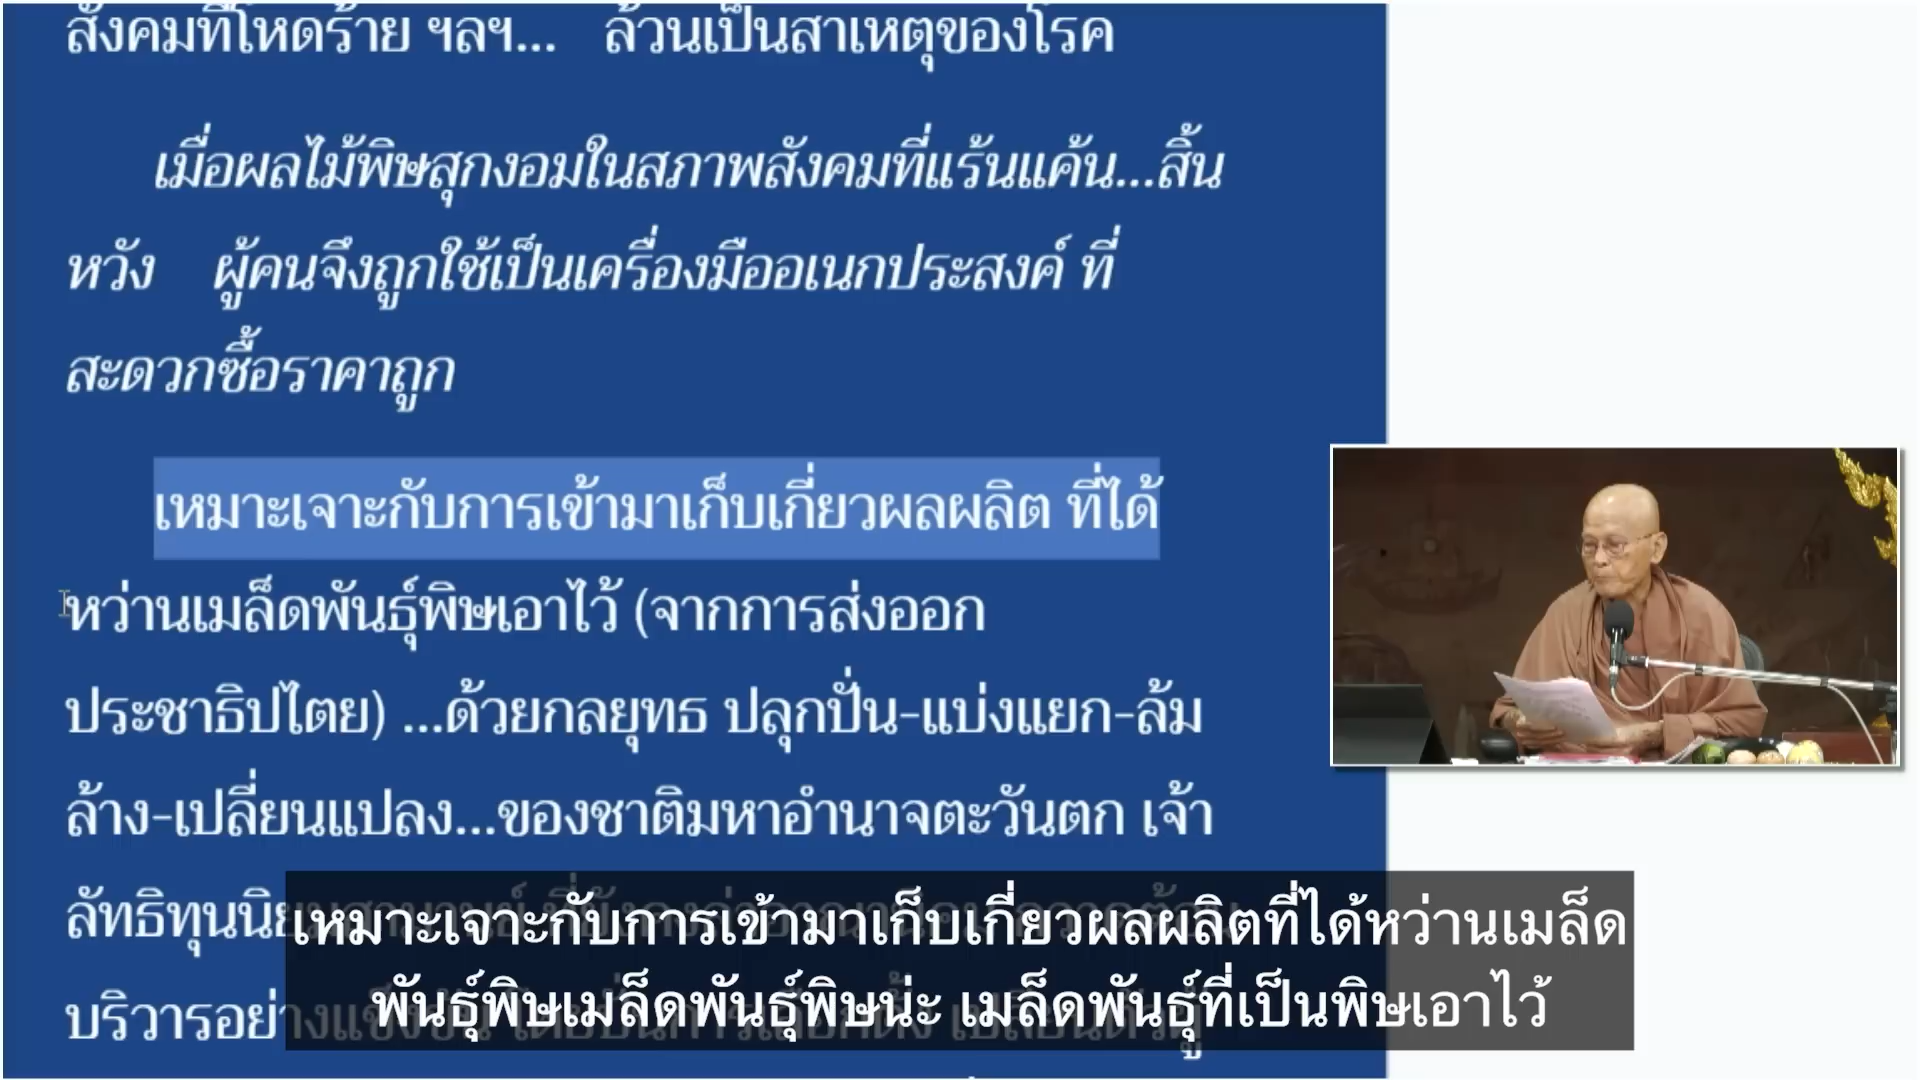 สังคมที่โหดร้าย ฯลฯ... ล้วนเป็นสาเหตุของโรค
เมื่อผลไม้พิษสุกงอมในสภาพสังคมที่แร้นแค้น...สิ้น
หวัง ผู้คนจึงถูกใช้เป็นเครื่องมืออเนกประสงค์ ที่
สะดวกซื้อราคาถูก
เหมาะเจาะกับการเข้ามาเก็บเกี่ยวผลผลิต ที่ได้
หว่านเมล็ดพันธุ์พิษเอาไว้ (จากการส่งออก
ประชาธิปไตย) ...ด้วยกลยุทธ ปลุกปั่น-แบ่งแยก-ล้ม
ล้าง-เปลี่ยนแปลง...ของชาติมหาอำนาจตะวันตก เจ้า
ลัทธิทุนนิ
บริวารอย่าง
เหมาะเจาะกับการเข้ามาเก็บเกี่ยวผลผลิตที่ได้หว่านเมล็ด
พันธุ์พิษเมล็ดพันธุ์พิษน่ะ เมล็ดพันธุ์ที่เป็นพิษเอาไว้